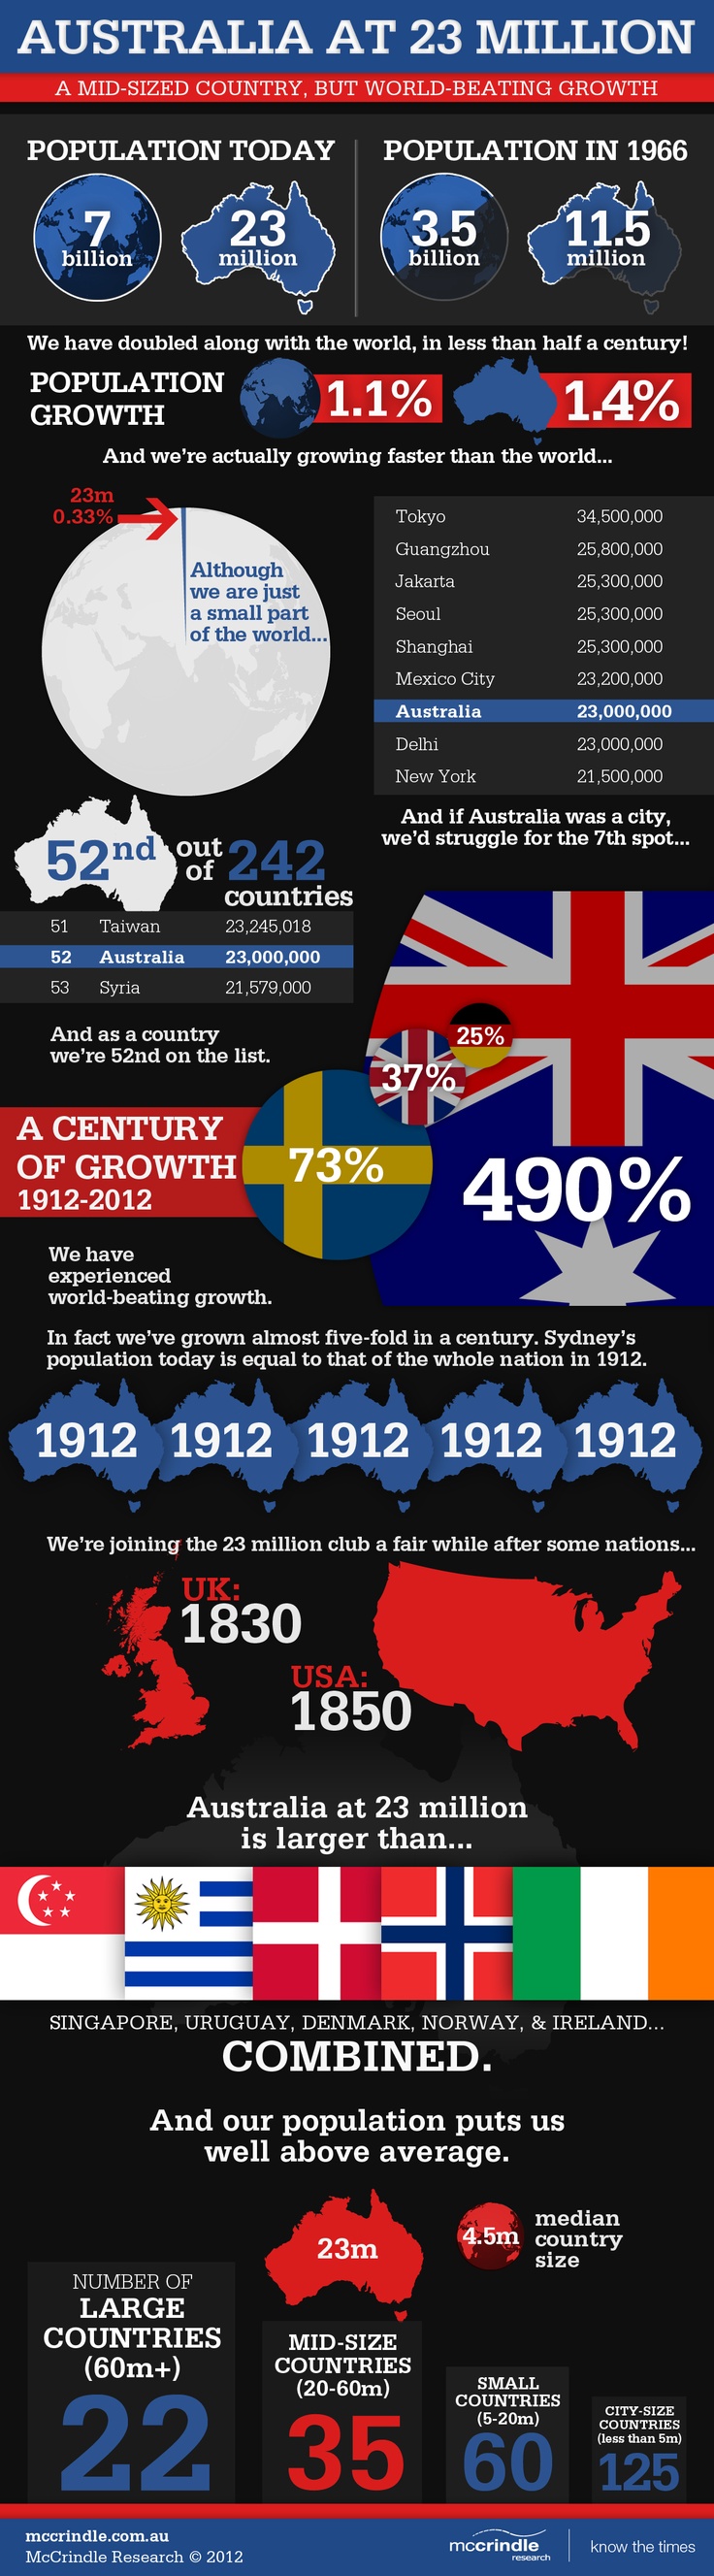 AUSTRALIA AT 23 MILLION
A MID-SIZED COUNTRY, BUT WORLD-BEATING GROWTH
POPULATION TODAY
7
billion
23
million
POPULATION IN 1966
3.5
billion
11.5
million
We have doubled along with the world, in less than half a century!
POPULATION
GROWTH
1.1%
1.4%
And we're actually growing faster than the world...
23m
0.33%
Although
we are just
a small part
of the world...
Tokyo 34,500,000
Guangzhou 25,800,000
Jakarta 25,300,000
Seoul 25,300,000
Shanghai 25,300,000
Mexico City 23,200,000
Australia 23,000,000
Delhi 23,000,000
New York 21,500,000
And if Australia was a city,
we'd struggle for the 7th spot...
52nd out of 242
countries
51 Taiwan 23,245,018
52 Australia 23,000,000
53 Syria 21,579,000
And as a country
we're 52nd on the list.
25%
37%
73%
490%
A CENTURY
OF GROWTH
1912-2012
We have
experienced
world-beating growth.
In fact we've grown almost five-fold in a century. Sydney's
population today is equal to that of the whole nation in 1912.
1912 1912 1912 1912 1912
We're joining the 23 million club a fair while after some nations...
UK:
1830
USA:
1850
Australia at 23 million
is larger than...
SINGAPORE, URUGUAY, DENMARK, NORWAY, & IRELAND...
COMBINED.
And our population puts us
well above average.
23m
4.5m
median
country
size
NUMBER OF
LARGE
COUNTRIES
(60m+)
22
MID-SIZE
COUNTRIES
(20-60m)
35
SMALL
COUNTRIES
(5-20m)
60
CITY-SIZE
COUNTRIES
(less than 5m)
125
mccrindle.com.au
McCrindle Research © 2012
mccrindle
research
know the times